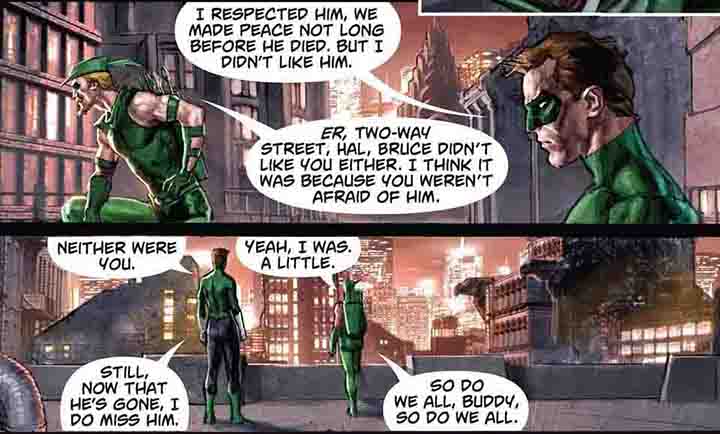 I RESPECTED HIM, WE
MADE PEACE NOT LONG
BEFORE HE DIED. BUT I
DIDN'T LIKE HIM.
ER, TWO-WAY
STREET, HAL, BRUCE DIDN'T
LIKE YOU EITHER. I THINK IT
WAS BECAUSE YOU WEREN'T
AFRAID OF HIM.
NEITHER WERE
YOU.
YEAH, I WAS.
A LITTLE.
STILL,
NOW THAT
HE'S GONE, I
DO MISS HIM.
SO DO
WE ALL, BUDDY,
SO DO WE ALL.